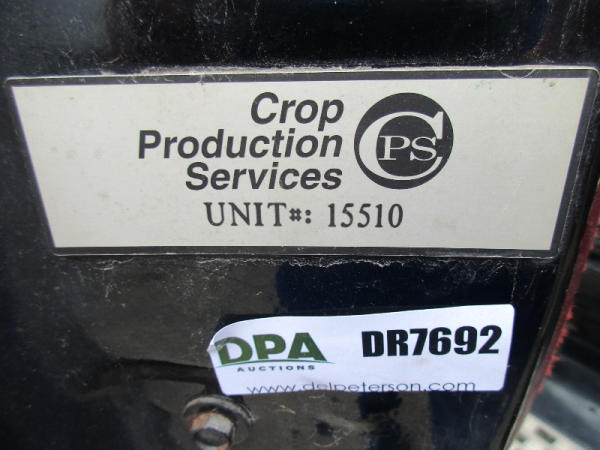 Crop
Production
Services
CPS
UNIT#: 15510
DPA
AUCTIONS
DR7692
www.delpeterson.com